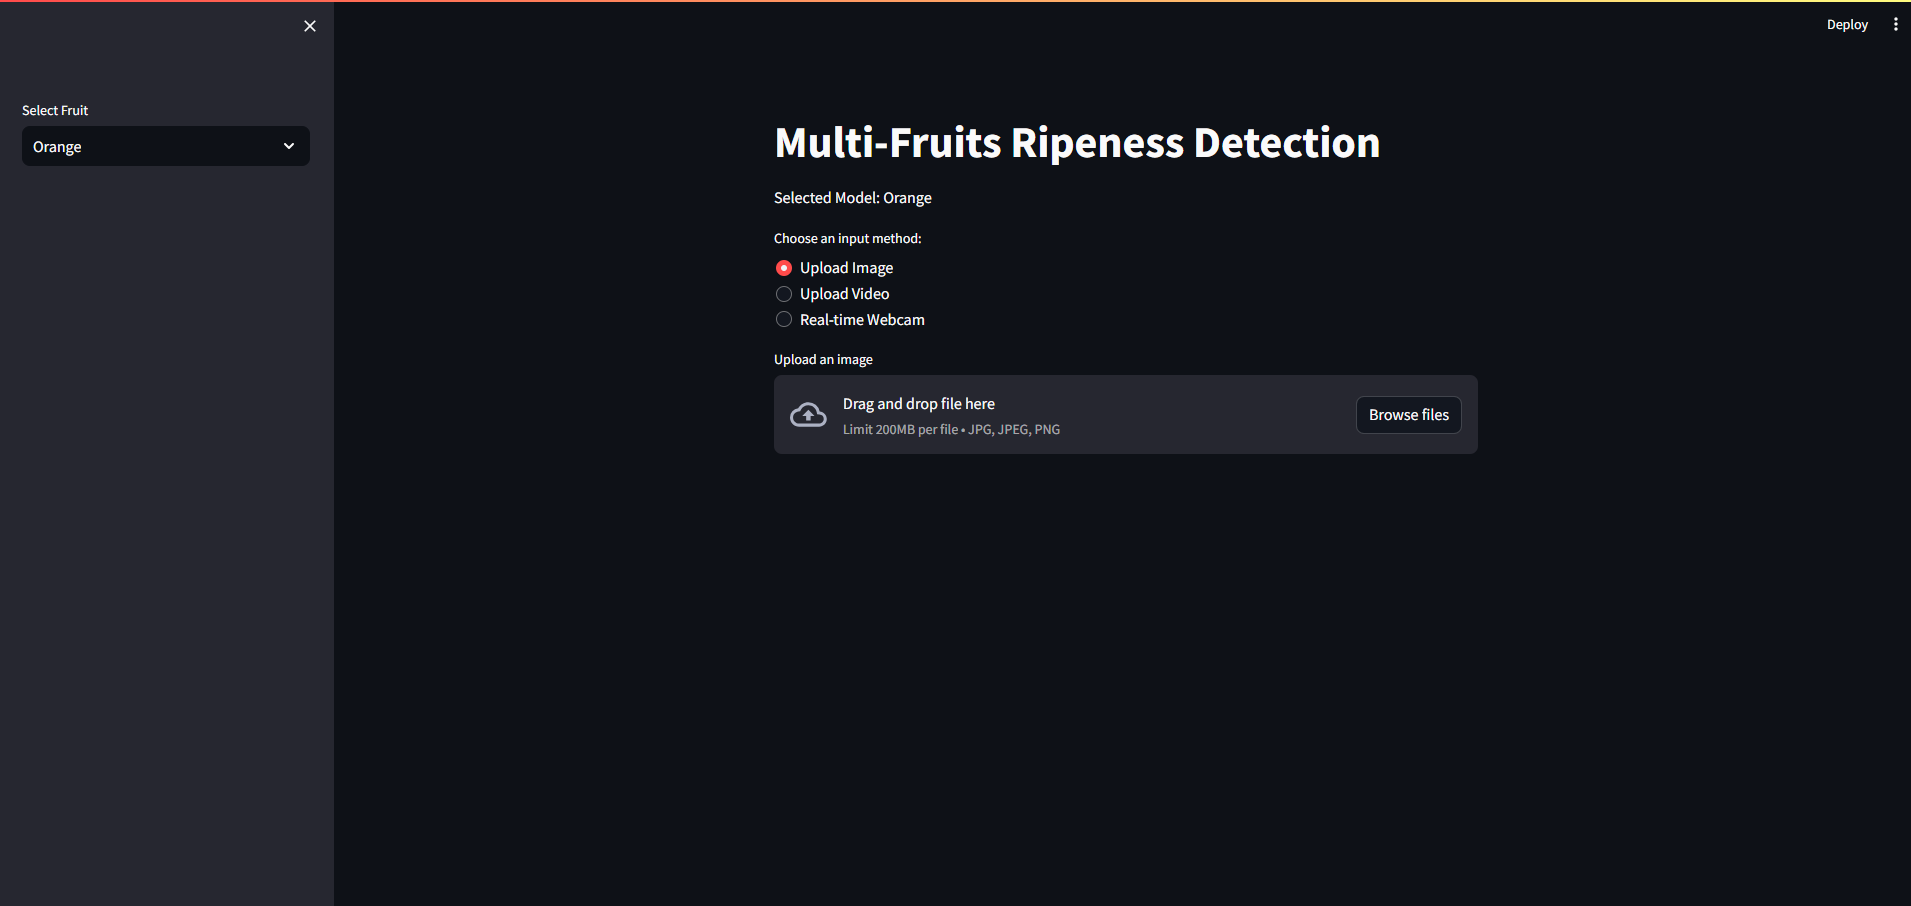 Deploy
Select Fruit
Orange
Multi-Fruits Ripeness Detection
Selected Model: Orange
Choose an input method:
Upload Image
Upload Video
Real-time Webcam
Upload an image
Drag and drop file here
Limit 200MB per file • JPG, JPEG, PNG
Browse files